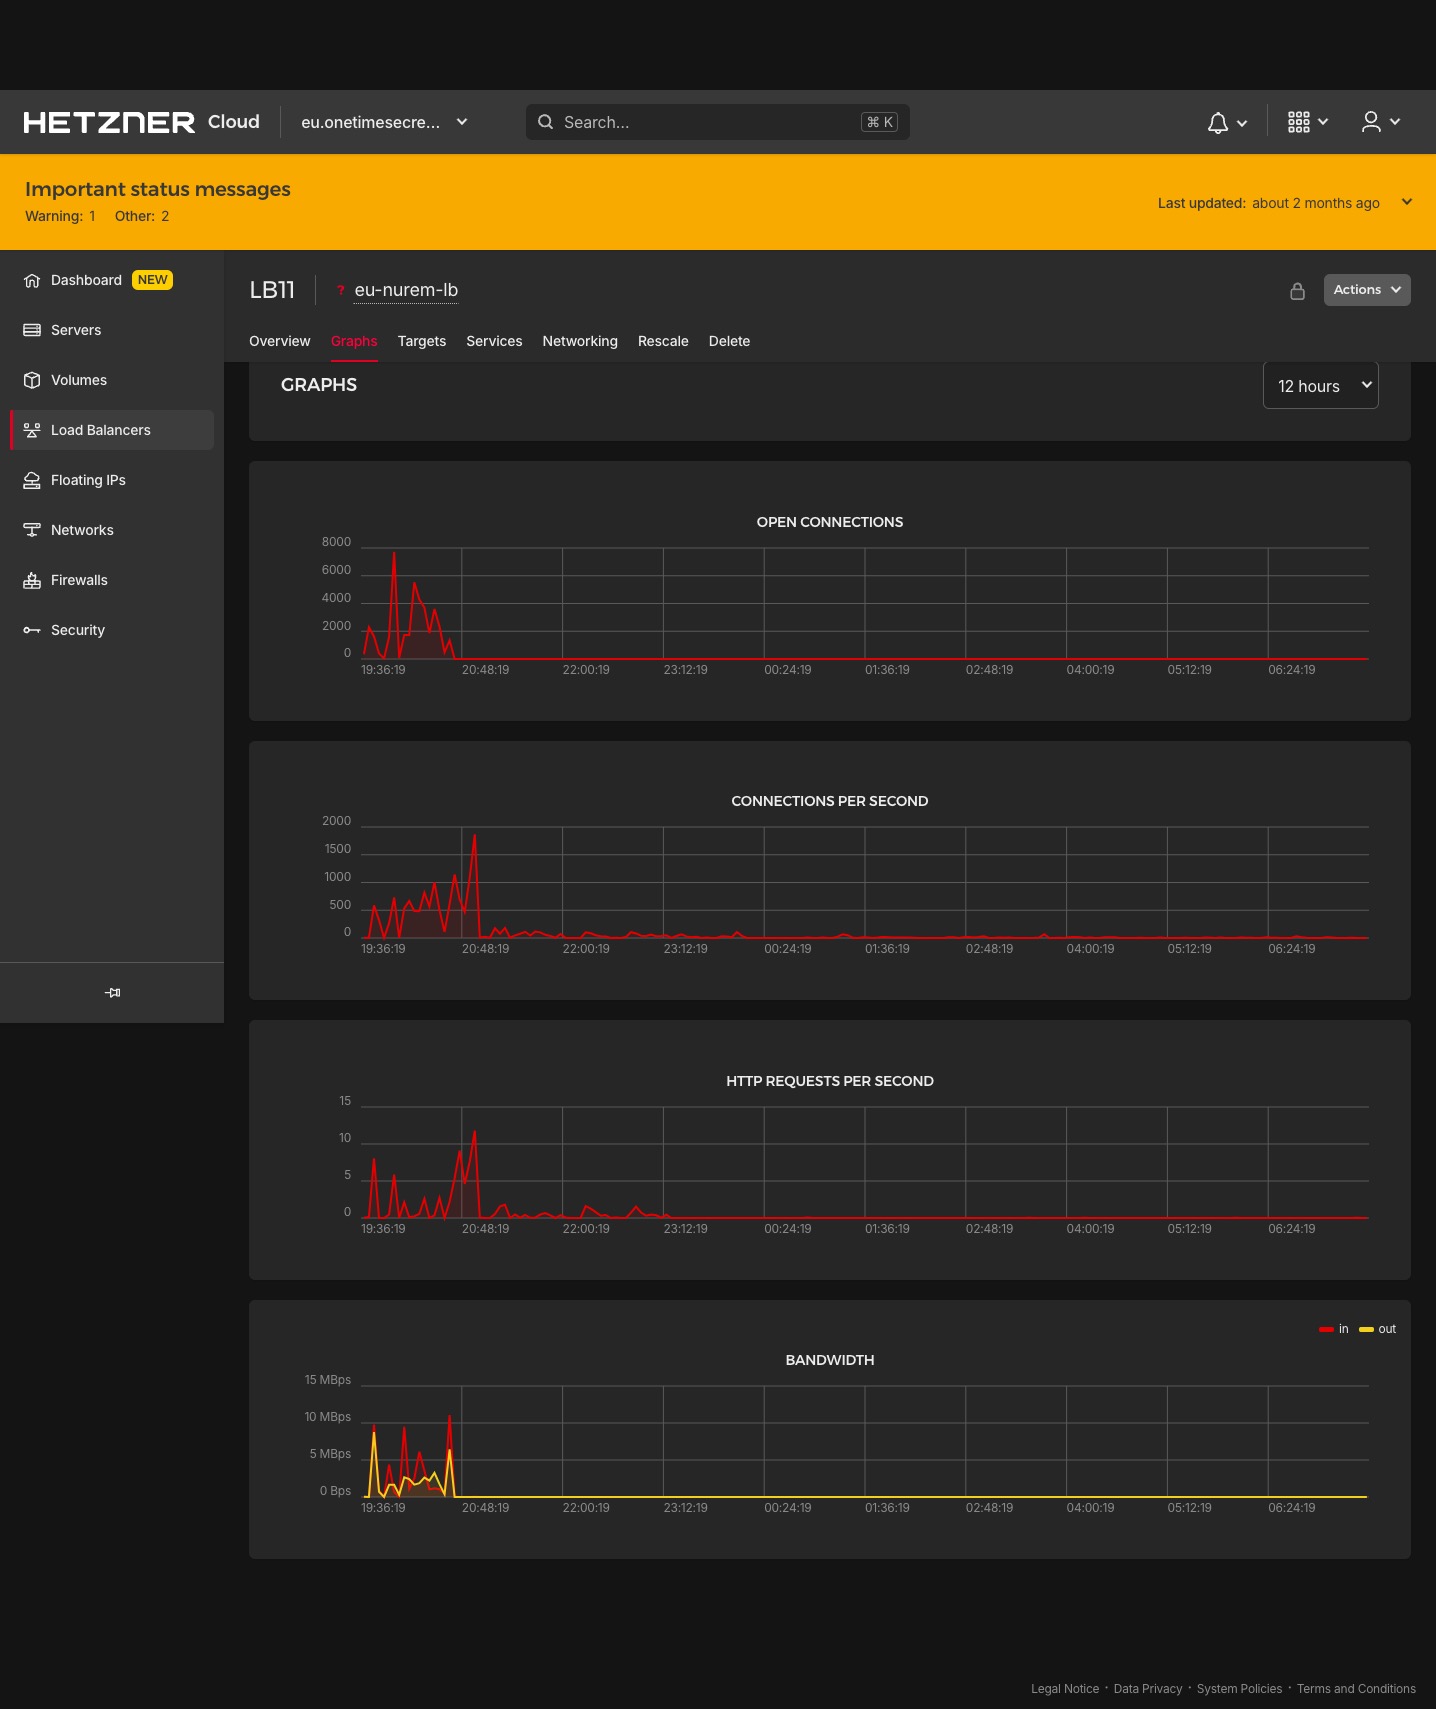 HETZNER Cloud eu.onetimesecre... Search... ⌘ K
Important status messages
Warning: 1 Other: 2
Last updated: about 2 months ago
Dashboard NEW
Servers
Volumes
Load Balancers
Floating IPs
Networks
Firewalls
Security
LB11 ? eu-nurem-lb Actions
Overview Graphs Targets Services Networking Rescale Delete
GRAPHS 12 hours
OPEN CONNECTIONS
8000
6000
4000
2000
0
19:36:19 20:48:19 22:00:19 23:12:19 00:24:19 01:36:19 02:48:19 04:00:19 05:12:19 06:24:19
CONNECTIONS PER SECOND
2000
1500
1000
500
0
19:36:19 20:48:19 22:00:19 23:12:19 00:24:19 01:36:19 02:48:19 04:00:19 05:12:19 06:24:19
HTTP REQUESTS PER SECOND
15
10
5
0
19:36:19 20:48:19 22:00:19 23:12:19 00:24:19 01:36:19 02:48:19 04:00:19 05:12:19 06:24:19
in out
BANDWIDTH
15 MBps
10 MBps
5 MBps
0 Bps
19:36:19 20:48:19 22:00:19 23:12:19 00:24:19 01:36:19 02:48:19 04:00:19 05:12:19 06:24:19
Legal Notice · Data Privacy · System Policies · Terms and Conditions